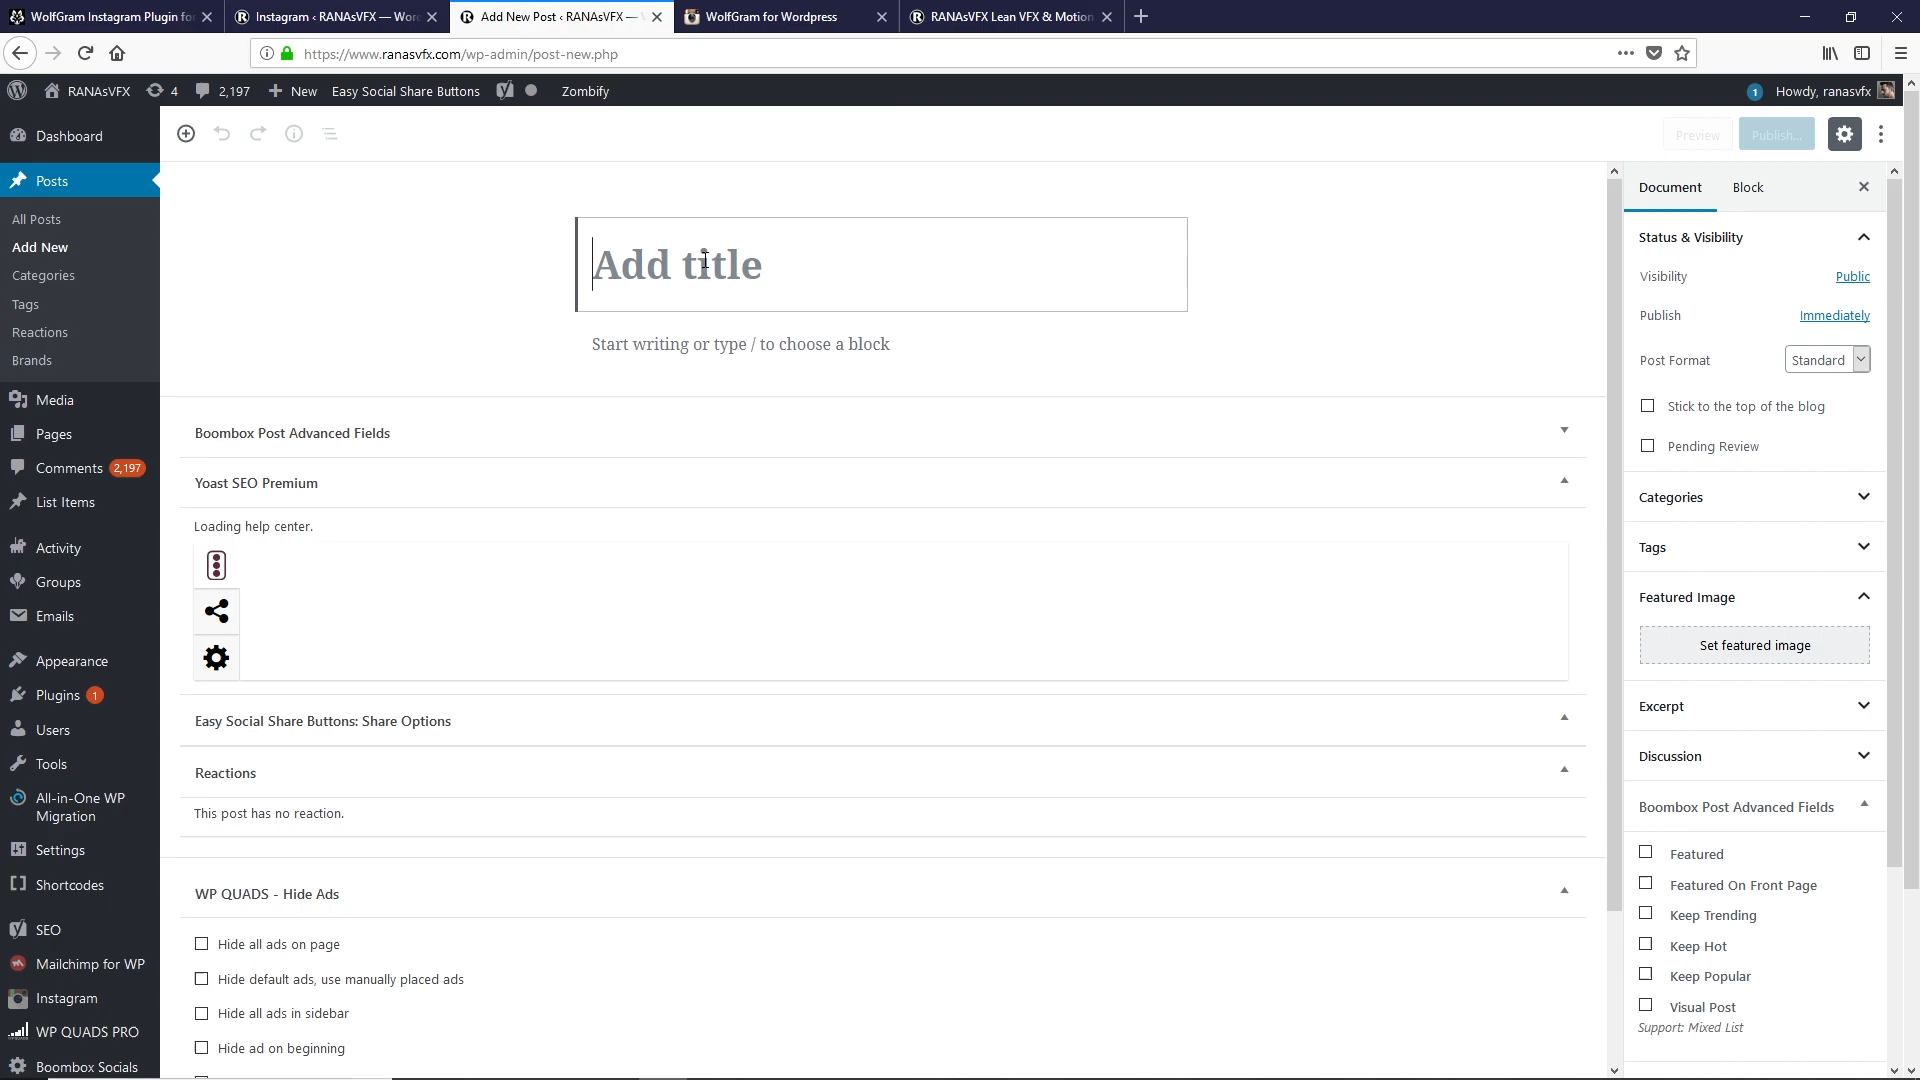 WolfGram Instagram Plugin for
Instagram ‹ RANAsVFX — Wor
Add New Post ‹ RANAsVFX —
WolfGram for Wordpress
RANAsVFX Lean VFX & Motion
https://www.ranasvfx.com/wp-admin/post-new.php
RANAsVFX
4
2,197
New
Easy Social Share Buttons
Zombify
1
Howdy, ranasvfx
Dashboard
Posts
All Posts
Add New
Categories
Tags
Reactions
Brands
Media
Pages
Comments 2,197
List Items
Activity
Groups
Emails
Appearance
Plugins 1
Users
Tools
All-in-One WP
Migration
Settings
Shortcodes
SEO
Mailchimp for WP
Instagram
WP QUADS PRO
Boombox Socials
Preview
Publish...
Add title
Start writing or type / to choose a block
Boombox Post Advanced Fields
Yoast SEO Premium
Loading help center.
Easy Social Share Buttons: Share Options
Reactions
This post has no reaction.
WP QUADS - Hide Ads
Hide all ads on page
Hide default ads, use manually placed ads
Hide all ads in sidebar
Hide ad on beginning
Document
Block
Status & Visibility
Visibility Public
Publish Immediately
Post Format Standard
Stick to the top of the blog
Pending Review
Categories
Tags
Featured Image
Set featured image
Excerpt
Discussion
Boombox Post Advanced Fields
Featured
Featured On Front Page
Keep Trending
Keep Hot
Keep Popular
Visual Post
Support: Mixed List